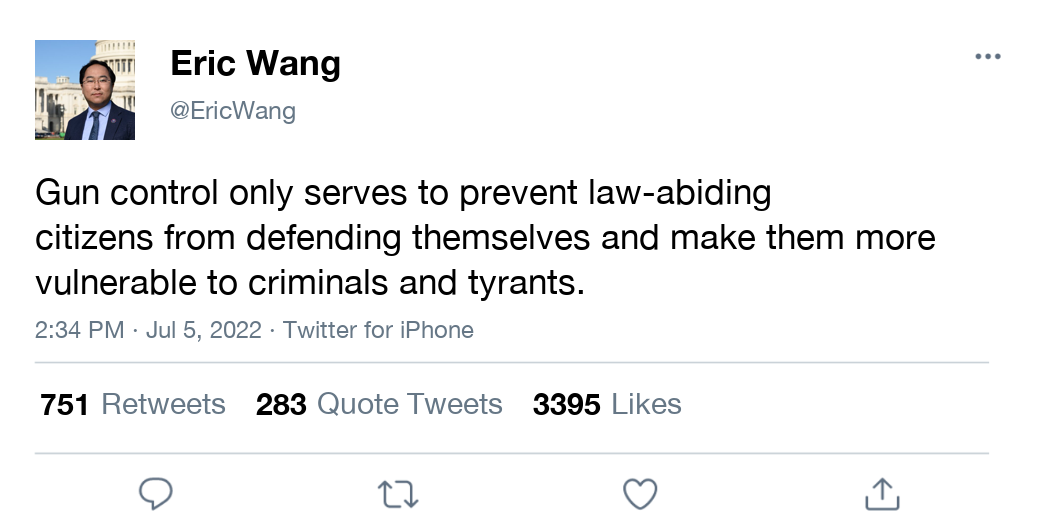 Eric Wang
@EricWang
Gun control only serves to prevent law-abiding
citizens from defending themselves and make them more
vulnerable to criminals and tyrants.
2:34 PM · Jul 5, 2022 · Twitter for iPhone
751 Retweets 283 Quote Tweets 3395 Likes